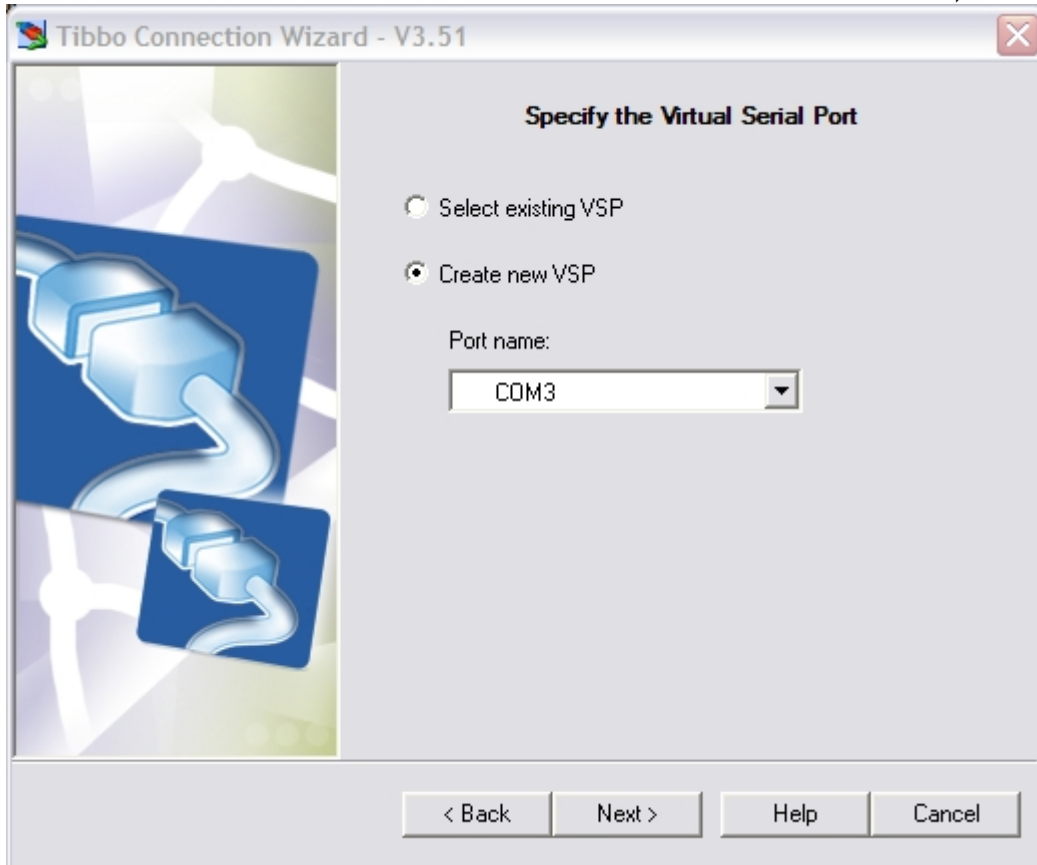 Tibbo Connection Wizard - V3.51
Specify the Virtual Serial Port
Select existing VSP
Create new VSP
Port name:
COM3
< Back Next > Help Cancel